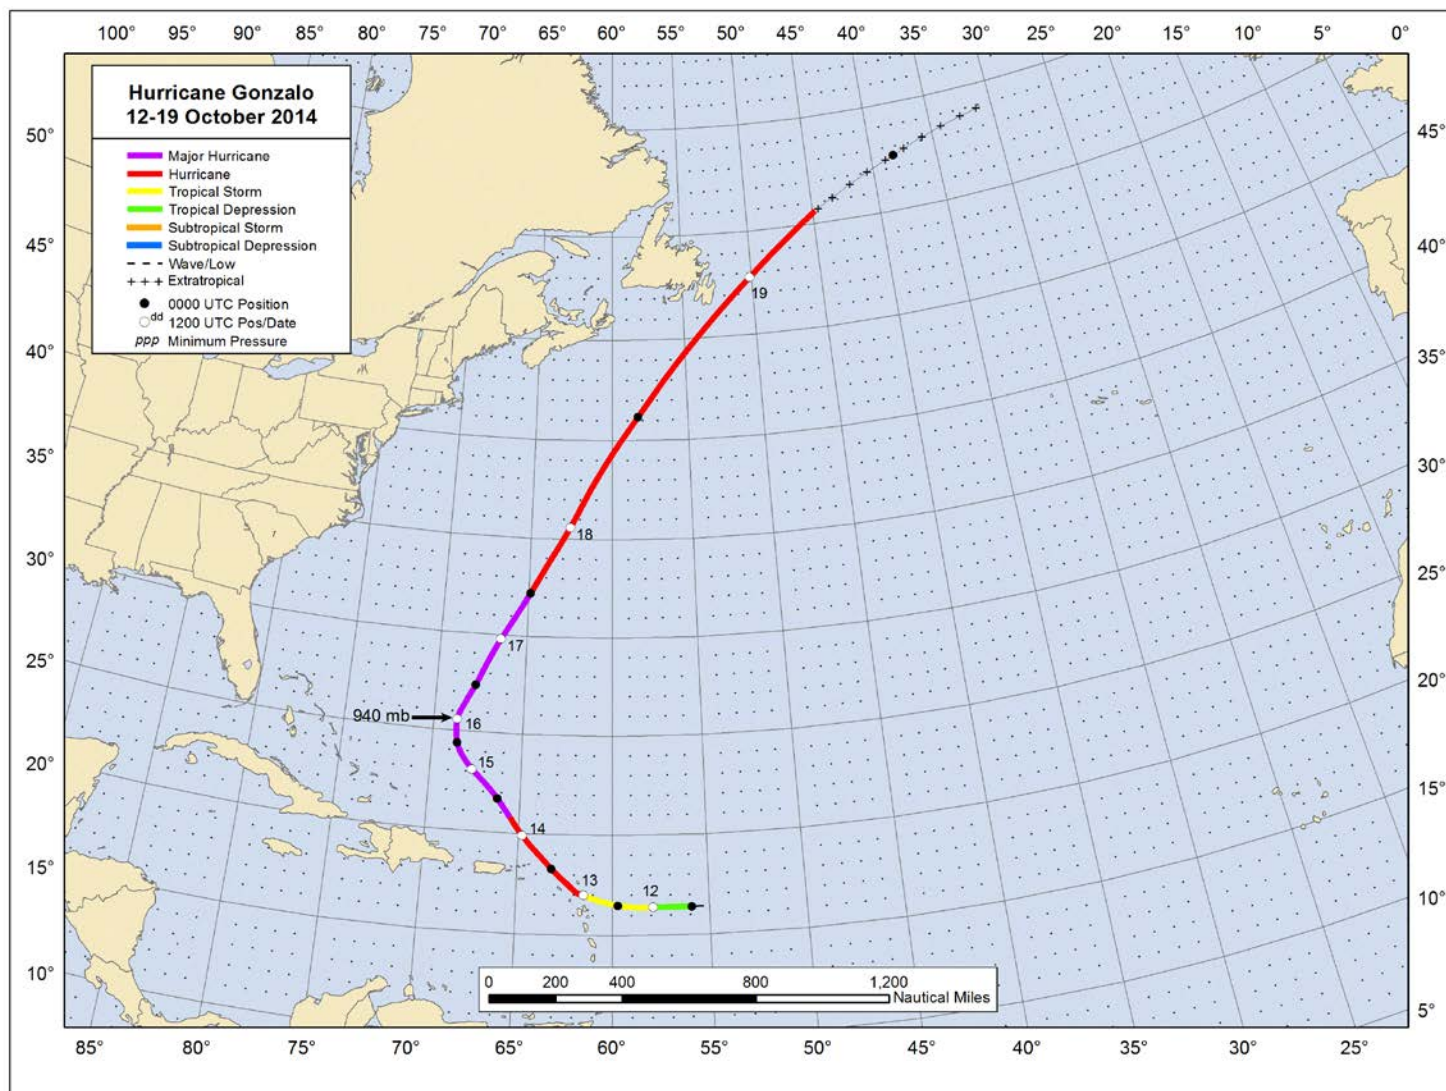 100° 95° 90° 85° 80° 75° 70° 65° 60° 55° 50° 45° 40° 35° 30° 25° 20° 15° 10° 5° 0°
Hurricane Gonzalo
12-19 October 2014
Major Hurricane
Hurricane
Tropical Storm
Tropical Depression
Subtropical Storm
Subtropical Depression
Wave/Low
Extratropical
0000 UTC Position
dd 1200 UTC Pos/Date
ppp Minimum Pressure
50°
45°
40°
35°
30°
25°
20°
15°
10°
45°
40°
35°
30°
25°
20°
15°
10°
5°
19
18
17
940 mb
16
15
14
13
12
0 200 400 800 1,200
Nautical Miles
85° 80° 75° 70° 65° 60° 55° 50° 45° 40° 35° 30° 25°